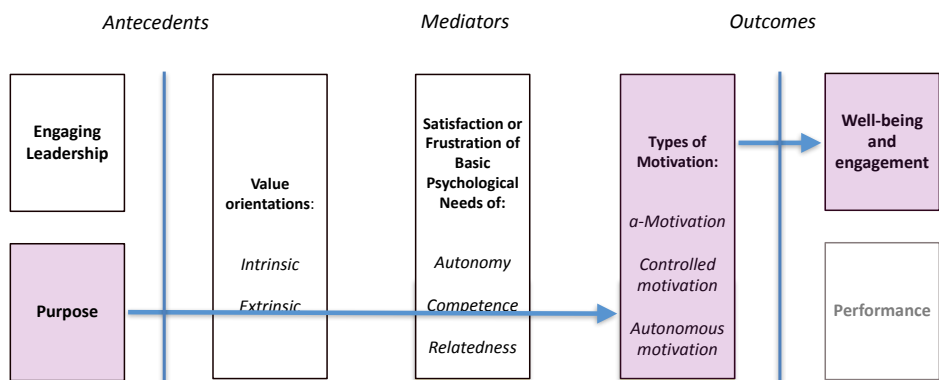 Antecedents
Mediators
Outcomes
Engaging
Leadership
Purpose
Value
orientations:
Intrinsic
Extrinsic
Satisfaction or
Frustration of
Basic
Psychological
Needs of:
Autonomy
Competence
Relatedness
Types of
Motivation:
a-Motivation
Controlled
motivation
Autonomous
motivation
Well-being
and
engagement
Performance